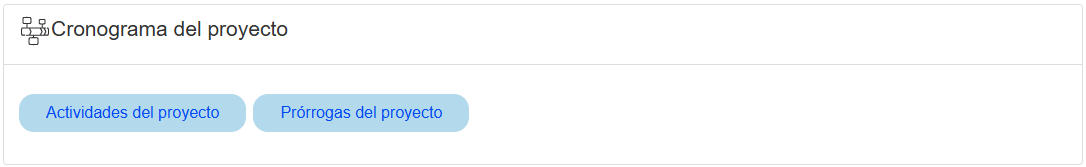 Cronograma del proyecto
Actividades del proyecto
Prórrogas del proyecto